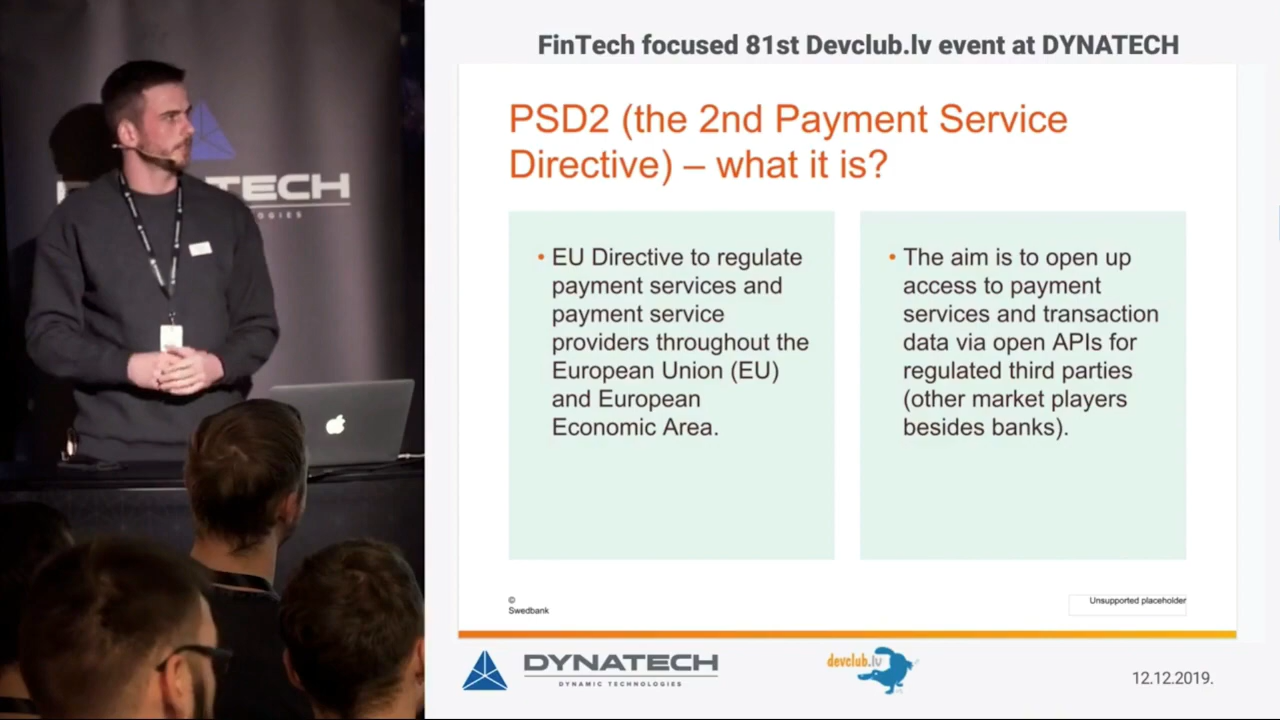 FinTech focused 81st Devclub.lv event at DYNATECH
PSD2 (the 2nd Payment Service
Directive) – what it is?
• EU Directive to regulate
payment services and
payment service
providers throughout the
European Union (EU)
and European
Economic Area.
• The aim is to open up
access to payment
services and transaction
data via open APIs for
regulated third parties
(other market players
besides banks).
©
Swedbank
Unsupported placeholder
DYNATECH
DYNAMIC TECHNOLOGIES
devclub.lv
12.12.2019.
TECH